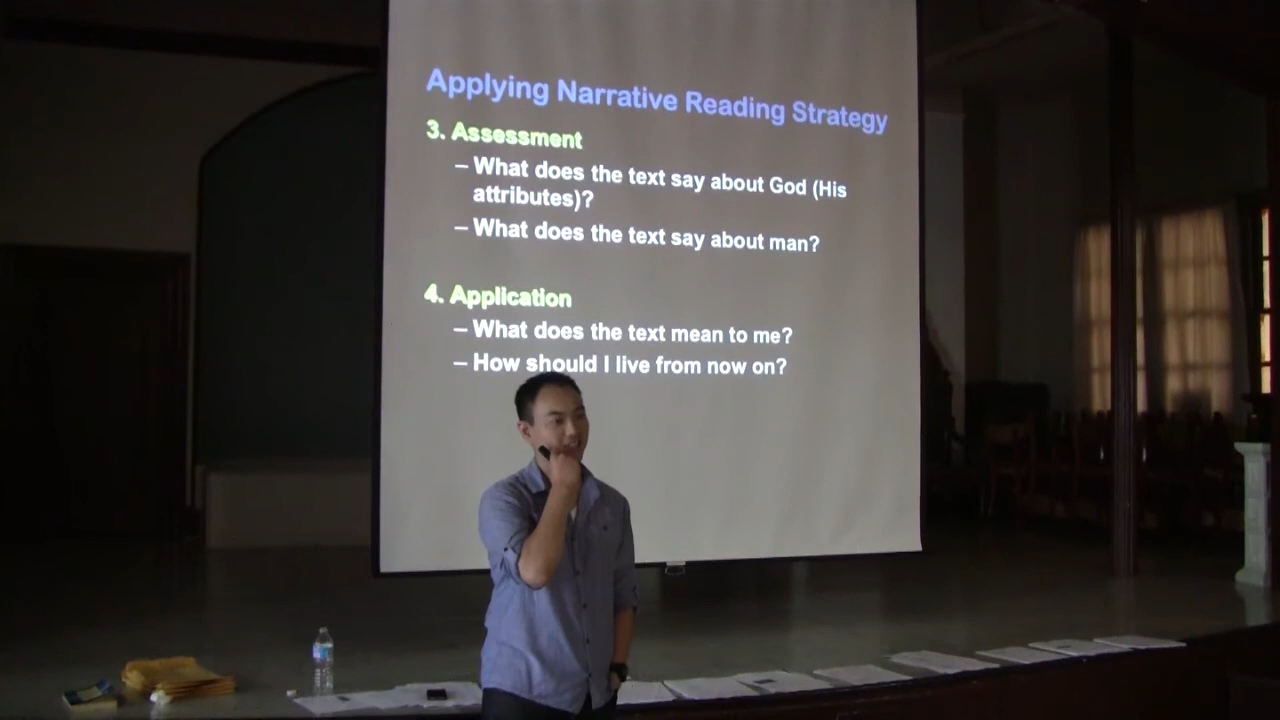 Applying Narrative Reading Strategy
3. Assessment
– What does the text say about God (His
attributes)?
– What does the text say about man?
4. Application
– What does the text mean to me?
– How should I live from now on?